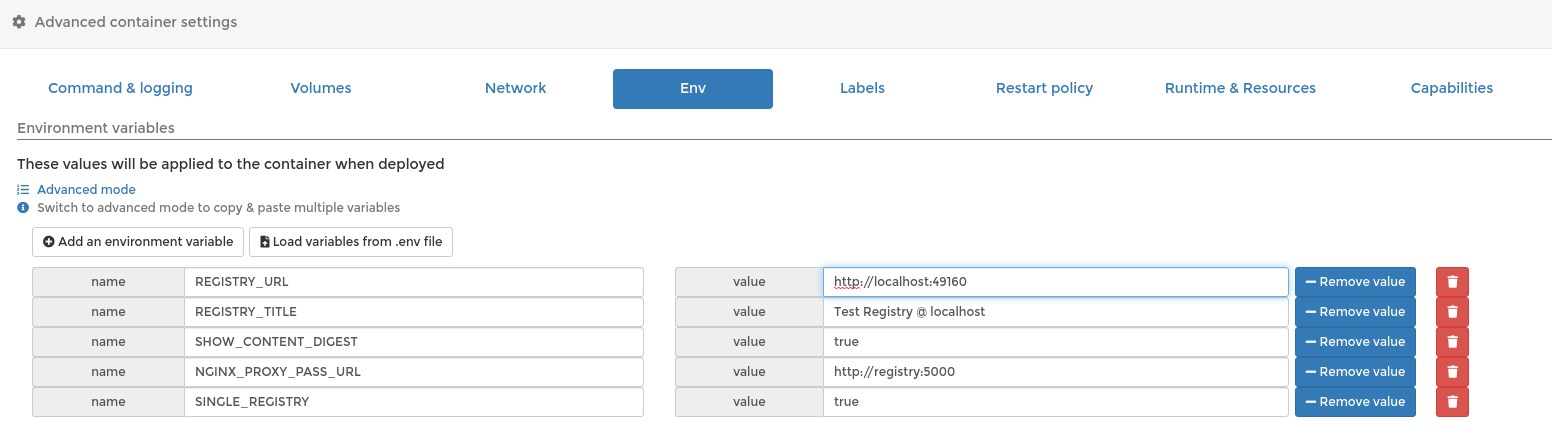 Advanced container settings
Command & logging Volumes Network Env Labels Restart policy Runtime & Resources Capabilities
Environment variables
These values will be applied to the container when deployed
Advanced mode
Switch to advanced mode to copy & paste multiple variables
Add an environment variable Load variables from .env file
name REGISTRY_URL value http://localhost:49160 Remove value
name REGISTRY_TITLE value Test Registry @ localhost Remove value
name SHOW_CONTENT_DIGEST value true Remove value
name NGINX_PROXY_PASS_URL value http://registry:5000 Remove value
name SINGLE_REGISTRY value true Remove value